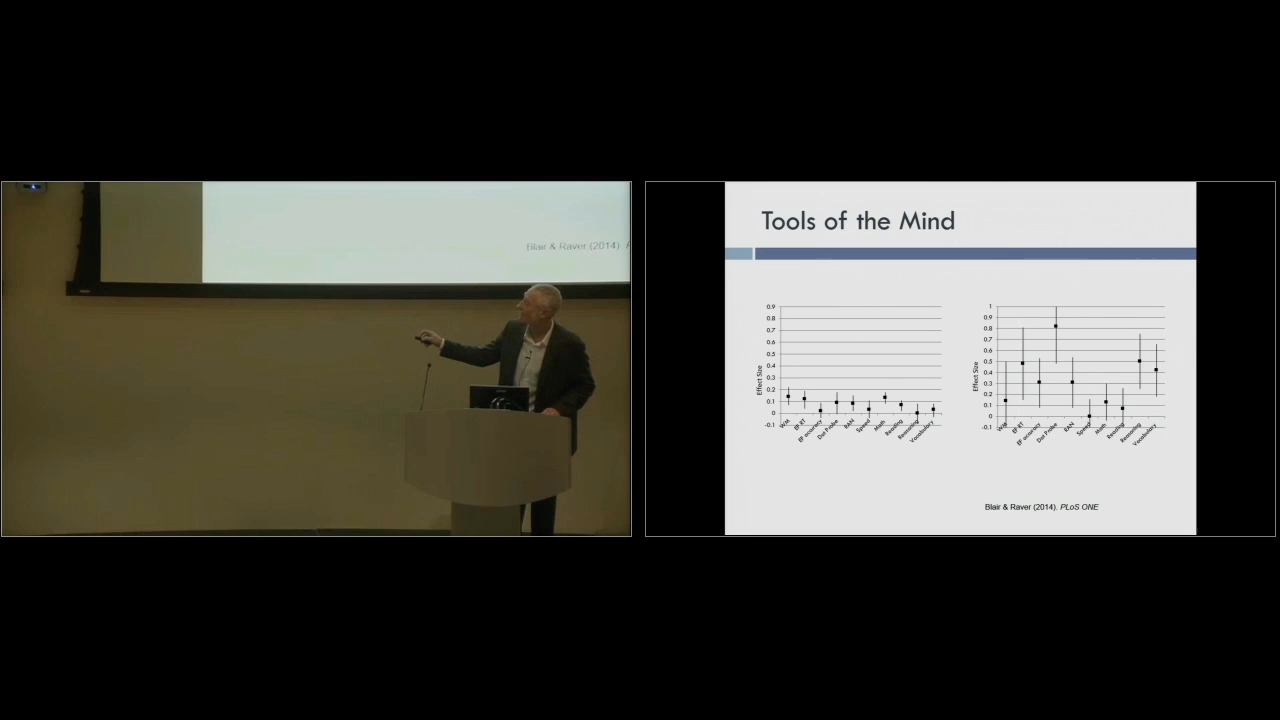 Blair & Raver (2014)
Tools of the Mind
0.9
0.8
0.7
0.6
0.5
0.4
0.3
0.2
0.1
0
-0.1
Effect Size
WM
EF RT
EF accuracy
Dot Probe
RAN
Speed
Math
Reading
Reasoning
Vocabulary
1
0.9
0.8
0.7
0.6
0.5
0.4
0.3
0.2
0.1
0
-0.1
Effect Size
WM
EF RT
EF accuracy
Dot Probe
RAN
Speed
Math
Reading
Reasoning
Vocabulary
Blair & Raver (2014). PLoS ONE